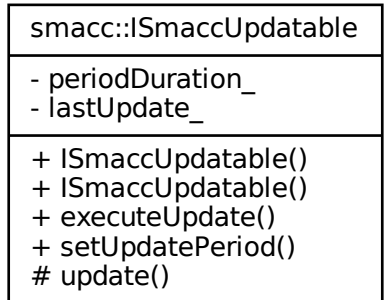 smacc::ISmaccUpdatable
- periodDuration_
- lastUpdate_
+ ISmaccUpdatable()
+ ISmaccUpdatable()
+ executeUpdate()
+ setUpdatePeriod()
# update()